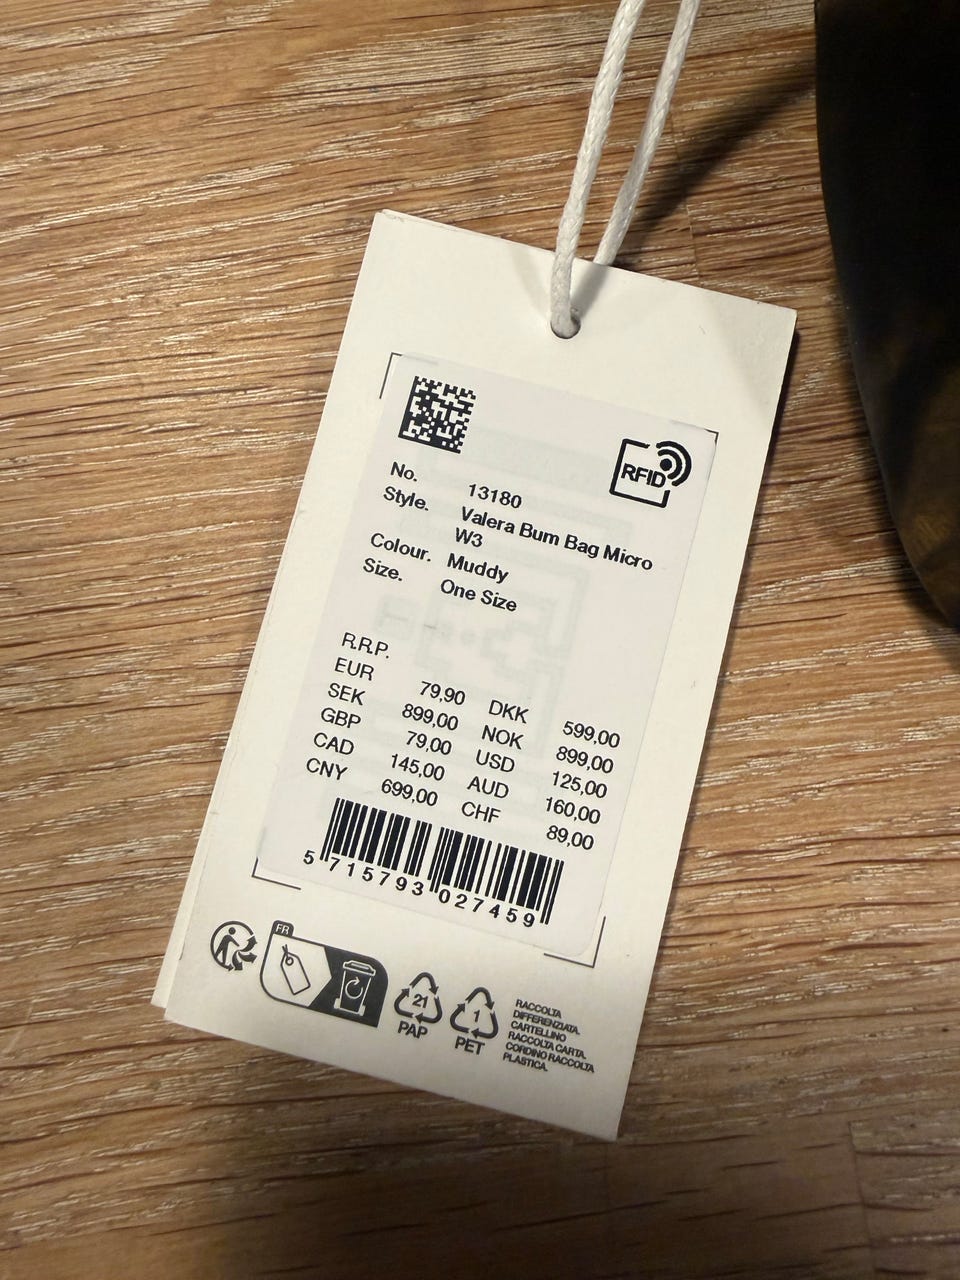 RFID
No. 13180
Style. Valera Bum Bag Micro
W3
Colour. Muddy
Size. One Size
R.R.P.
EUR 79,90 DKK 599,00
SEK 899,00 NOK 899,00
GBP 79,00 USD 125,00
CAD 145,00 AUD 160,00
CNY 699,00 CHF 89,00
5 715793 027459
FR
21
PAP
1
PET
RACCOLTA
DIFFERENZIATA.
CARTELLINO
RACCOLTA CARTA.
CORDINO RACCOLTA
PLASTICA.